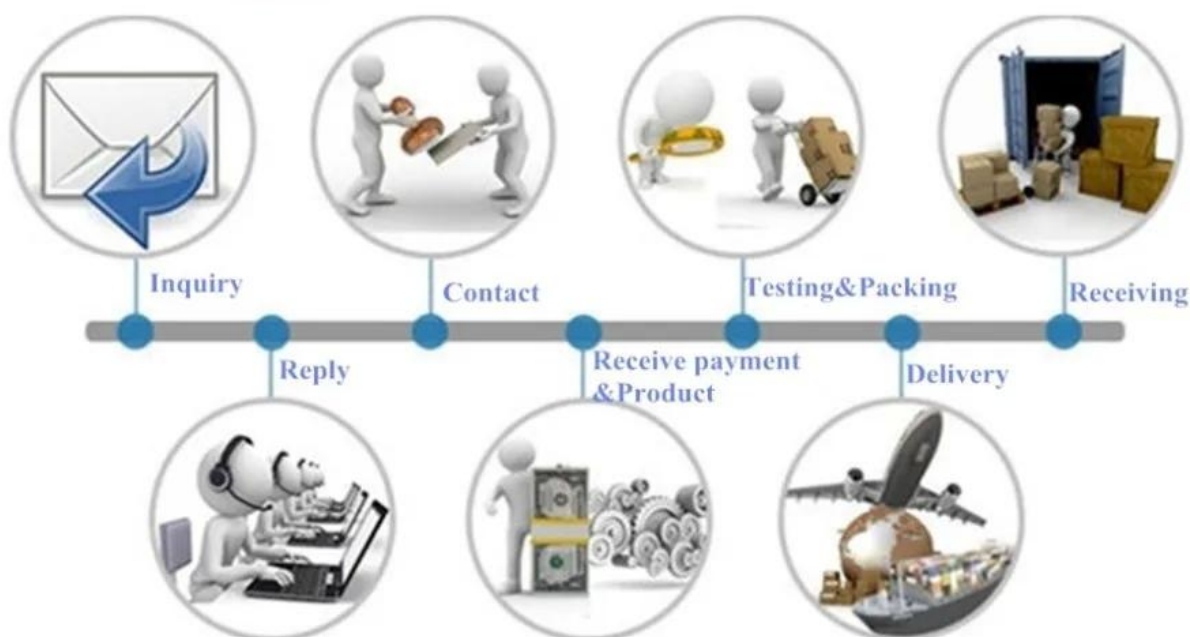 Inquiry
Reply
Contact
Receive payment
&Product
Testing&Packing
Delivery
Receiving